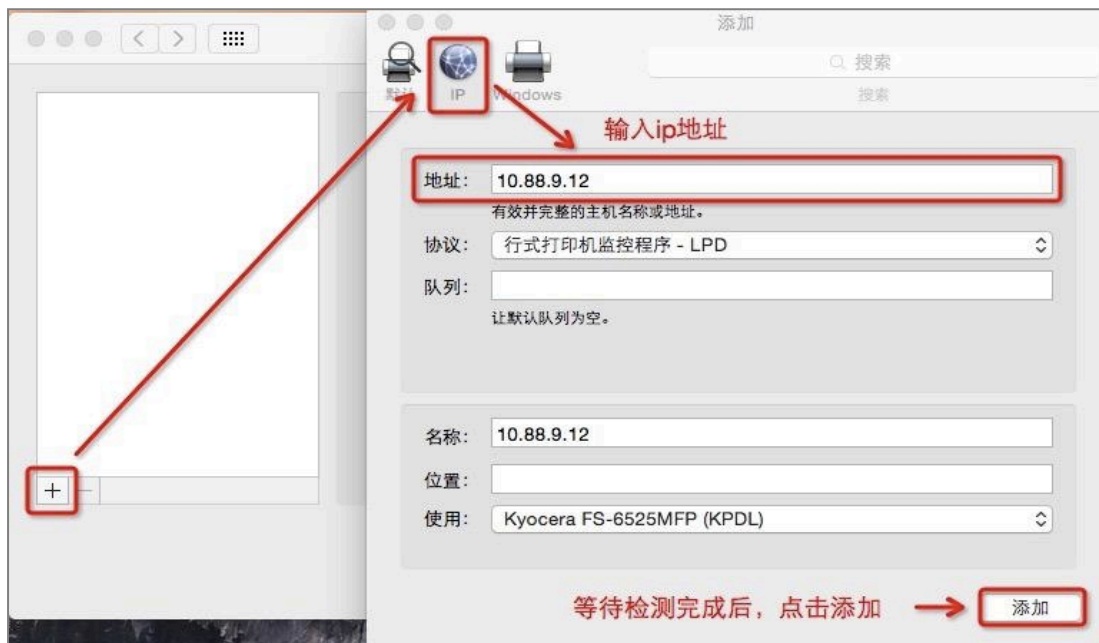 添加
搜索
默认 IP Windows
搜索
输入ip地址
地址： 10.88.9.12
有效并完整的主机名称或地址。
协议： 行式打印机监控程序 - LPD
队列：
让默认队列为空。
名称： 10.88.9.12
位置：
使用： Kyocera FS-6525MFP (KPDL)
等待检测完成后，点击添加
添加